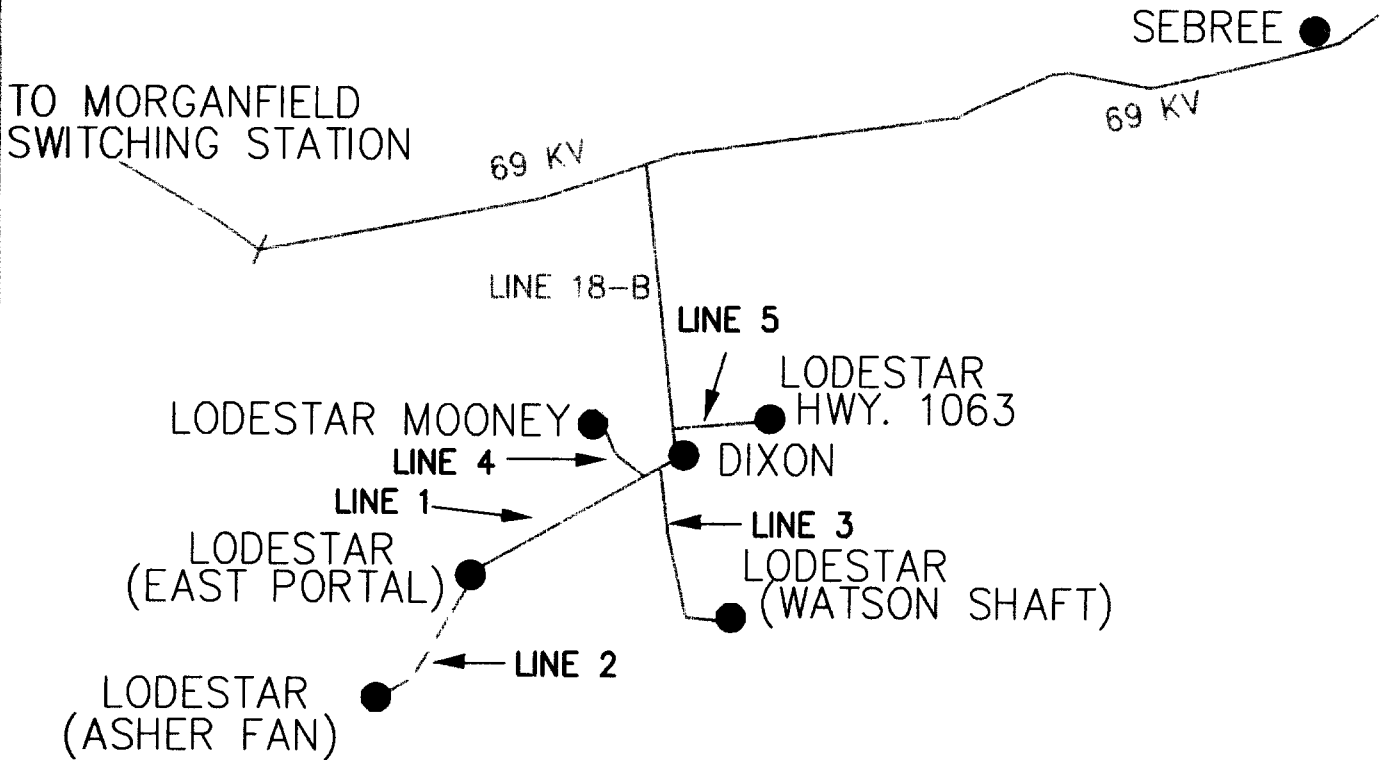 SEBREE
TO MORGANFIELD
SWITCHING STATION
69 KV
69 KV
LINE 18-B
LINE 5
LODESTAR
HWY. 1063
LODESTAR MOONEY
DIXON
LINE 4
LINE 1
LINE 3
LODESTAR
(EAST PORTAL)
LODESTAR
(WATSON SHAFT)
LINE 2
LODESTAR
(ASHER FAN)